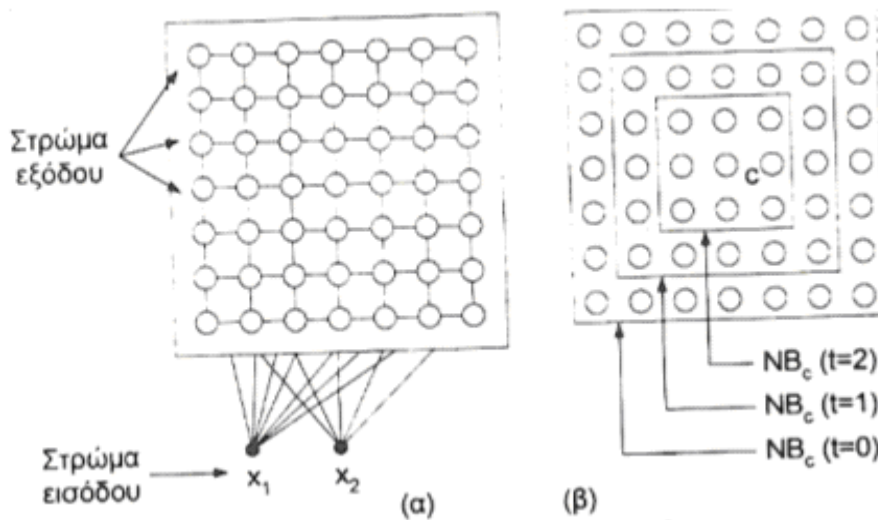 Στρώμα
εξόδου
Στρώμα
εισόδου
x₁
x₂
(α)
c
NBc (t=2)
NBc (t=1)
NBc (t=0)
(β)